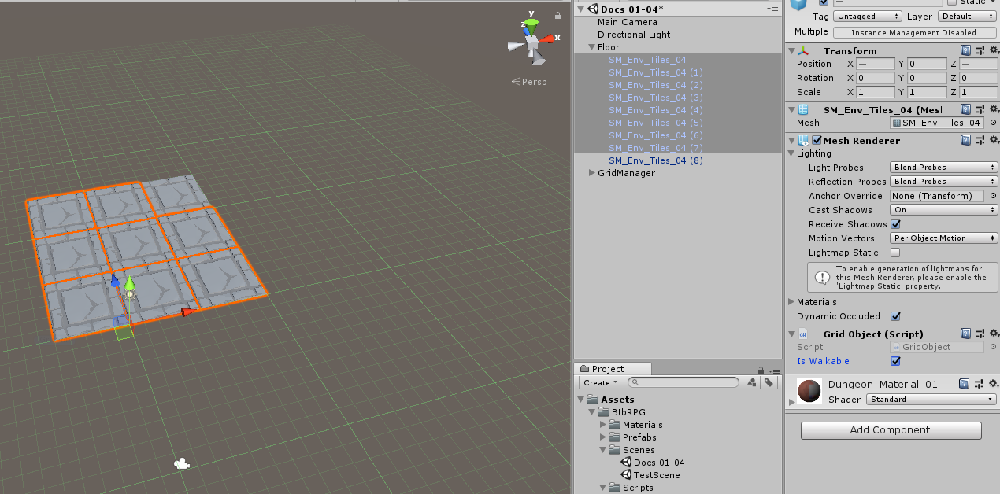 y
z
x
Persp
Docs 01-04*
Main Camera
Directional Light
Floor
SM_Env_Tiles_04
SM_Env_Tiles_04 (1)
SM_Env_Tiles_04 (2)
SM_Env_Tiles_04 (3)
SM_Env_Tiles_04 (4)
SM_Env_Tiles_04 (5)
SM_Env_Tiles_04 (6)
SM_Env_Tiles_04 (7)
SM_Env_Tiles_04 (8)
GridManager
Project
Create
Assets
BtbRPG
Materials
Prefabs
Scenes
Docs 01-04
TestScene
Scripts
— Static
Tag Untagged Layer Default
Multiple Instance Management Disabled
Transform
Position X — Y 0 Z —
Rotation X 0 Y 0 Z 0
Scale X 1 Y 1 Z 1
SM_Env_Tiles_04 (Mesh
Mesh SM_Env_Tiles_04
Mesh Renderer
Lighting
Light Probes Blend Probes
Reflection Probes Blend Probes
Anchor Override None (Transform)
Cast Shadows On
Receive Shadows
Motion Vectors Per Object Motion
Lightmap Static
To enable generation of lightmaps for
this Mesh Renderer, please enable the
'Lightmap Static' property.
Materials
Dynamic Occluded
Grid Object (Script)
Script GridObject
Is Walkable
Dungeon_Material_01
Shader Standard
Add Component